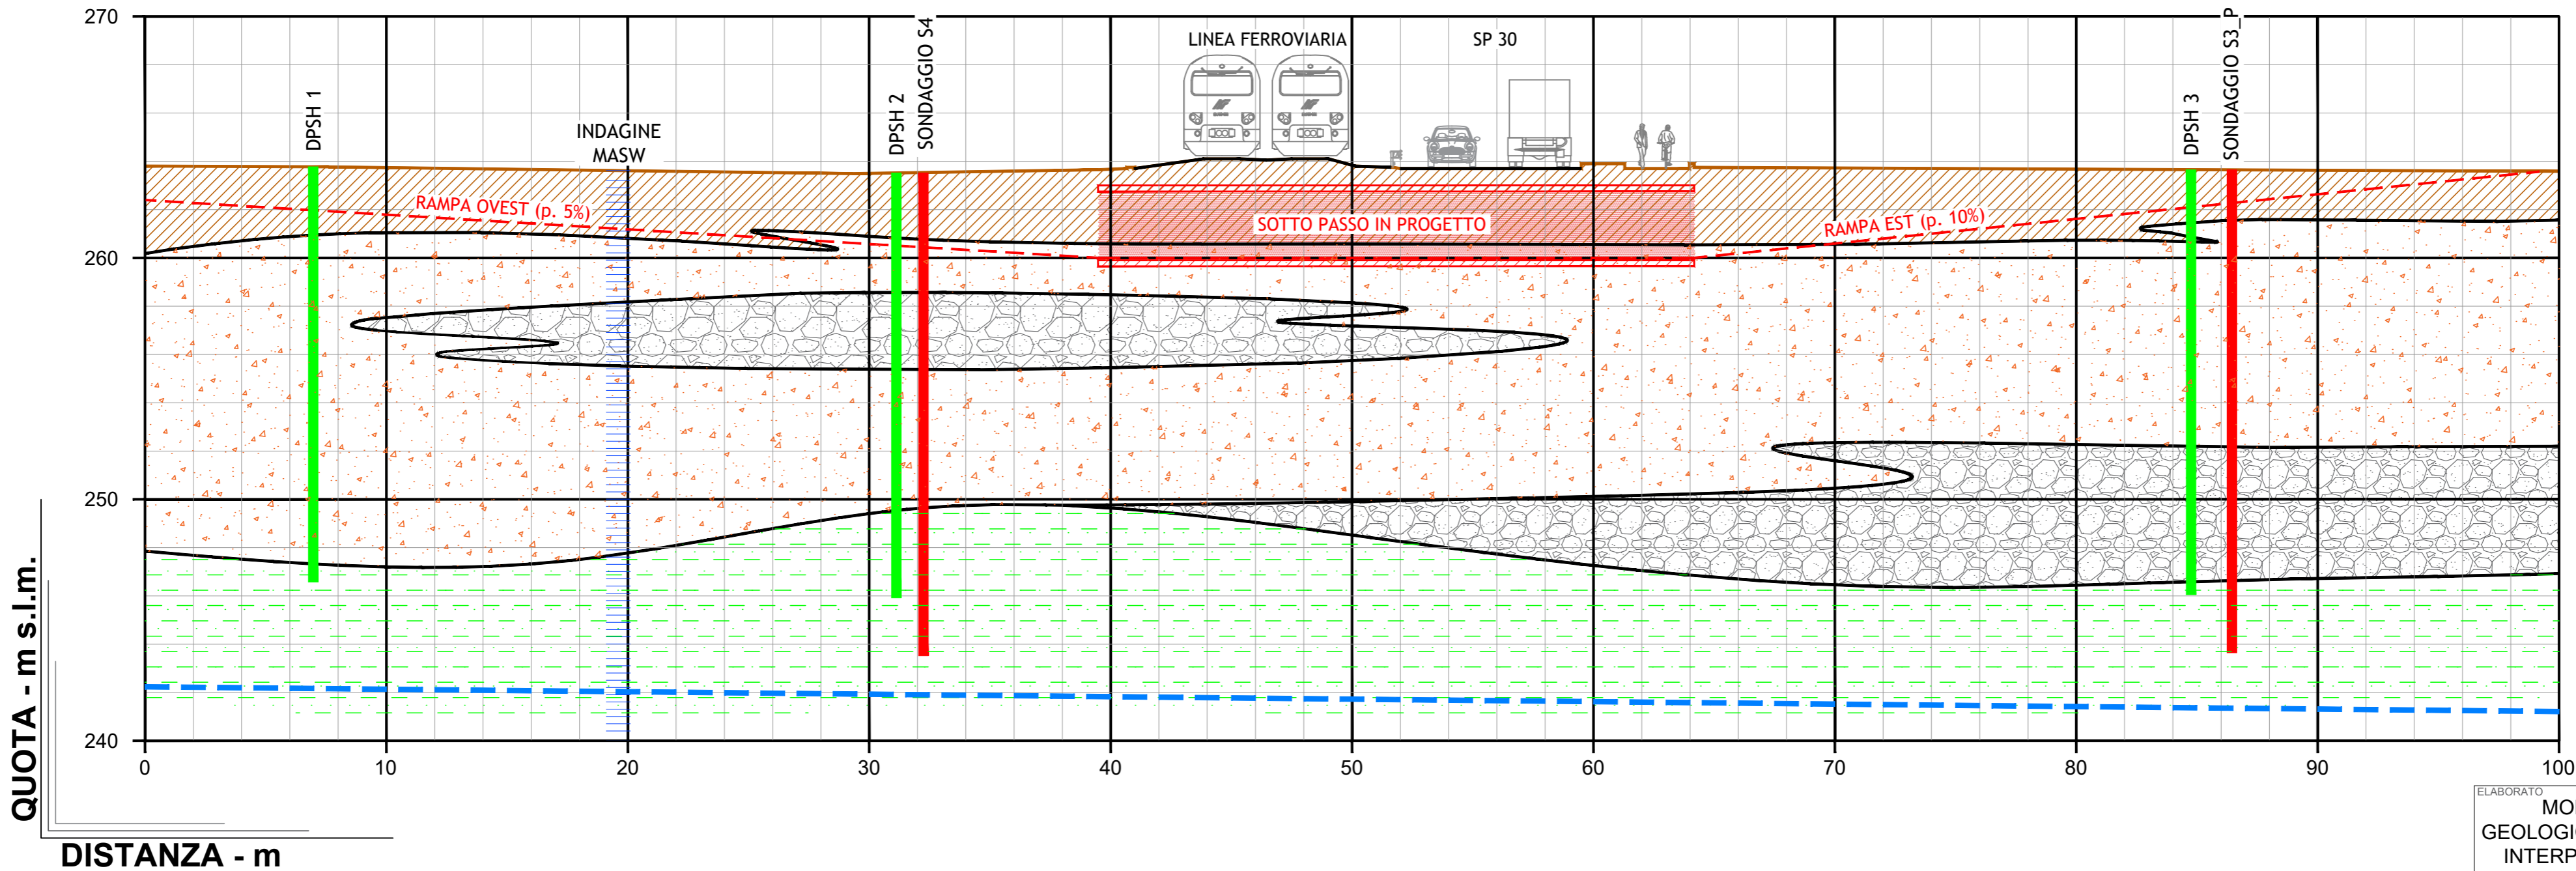 270
260
250
240
QUOTA - m s.l.m.
DISTANZA - m
0 10 20 30 40 50 60 70 80 90 100
DPSH 1
INDAGINE
MASW
DPSH 2
SONDAGGIO S4
LINEA FERROVIARIA
SP 30
DPSH 3
SONDAGGIO S3_P
RAMPA OVEST (p. 5%)
SOTTO PASSO IN PROGETTO
RAMPA EST (p. 10%)
ELABORATO
MO
GEOLOGI
INTERP